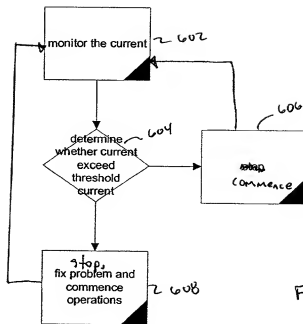 monitor the current
602
determine
whether current
exceed
threshold
current
604
606
stop
commence
stop,
fix problem and
commence
operations
608
F